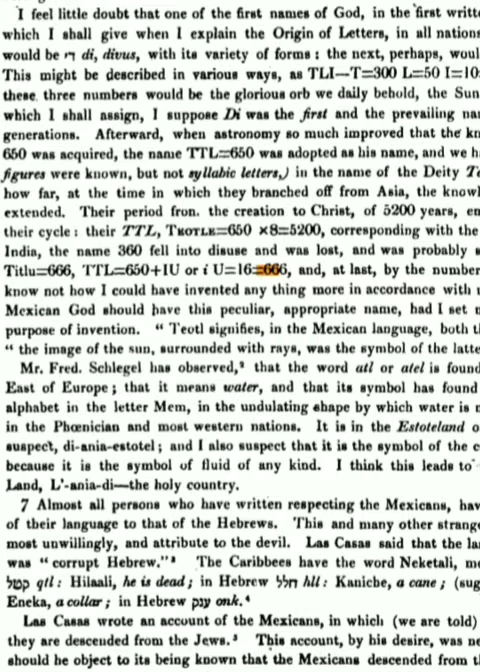 I feel little doubt that one of the first names of God, in the first writt
which I shall give when I explain the Origin of Letters, in all nation
would be די di, divus, with its variety of forms: the next, perhaps, woul
This might be described in various ways, as TLI—T=300 L=50 I=10
these three numbers would be the glorious orb we daily behold, the Sun
which I shall assign, I suppose Di was the first and the prevailing na
generations. Afterward, when astronomy so much improved that the kn
650 was acquired, the name TTL=650 was adopted as his name, and we h
figures were known, but not syllabic letters,) in the name of the Deity Te
how far, at the time in which they branched off from Asia, the knowl
extended. Their period from the creation to Christ, of 5200 years, en
their cycle: their TTL, TEOTLE=650 ×8=5200, corresponding with the
India, the name 360 fell into disuse and was lost, and was probably s
Titlu=666, TTL=650+IU or i U=16=666, and, at last, by the number
know not how I could have invented any thing more in accordance with
Mexican God should have this peculiar, appropriate name, had I set
purpose of invention. “ Teotl signifies, in the Mexican language, both t
“ the image of the sun, surrounded with rays, was the symbol of the latte
Mr. Fred. Schlegel has observed,² that the word atl or atel is found
East of Europe; that it means water, and that its symbol has found
alphabet in the letter Mem, in the undulating shape by which water is
in the Phœnician and most western nations. It is in the Estoteland o
suspect, di-ania-estotel; and I also suspect that it is the symbol of the c
because it is the symbol of fluid of any kind. I think this leads to
Land, L'-ania-di—the holy country.
7 Almost all persons who have written respecting the Mexicans, hav
of their language to that of the Hebrews. This and many other strange
most unwillingly, and attribute to the devil. Las Casas said that the la
was “ corrupt Hebrew.”³ The Caribbees have the word Neketali, me
קטל qtl: Hilaali, he is dead; in Hebrew חלל hll: Kaniche, a cane; (sug
Eneka, a collar; in Hebrew ענק onk.⁴
Las Casas wrote an account of the Mexicans, in which (we are told)
they are descended from the Jews.⁵ This account, by his desire, was ne
should be object to its being known that the Mexicans descended from t